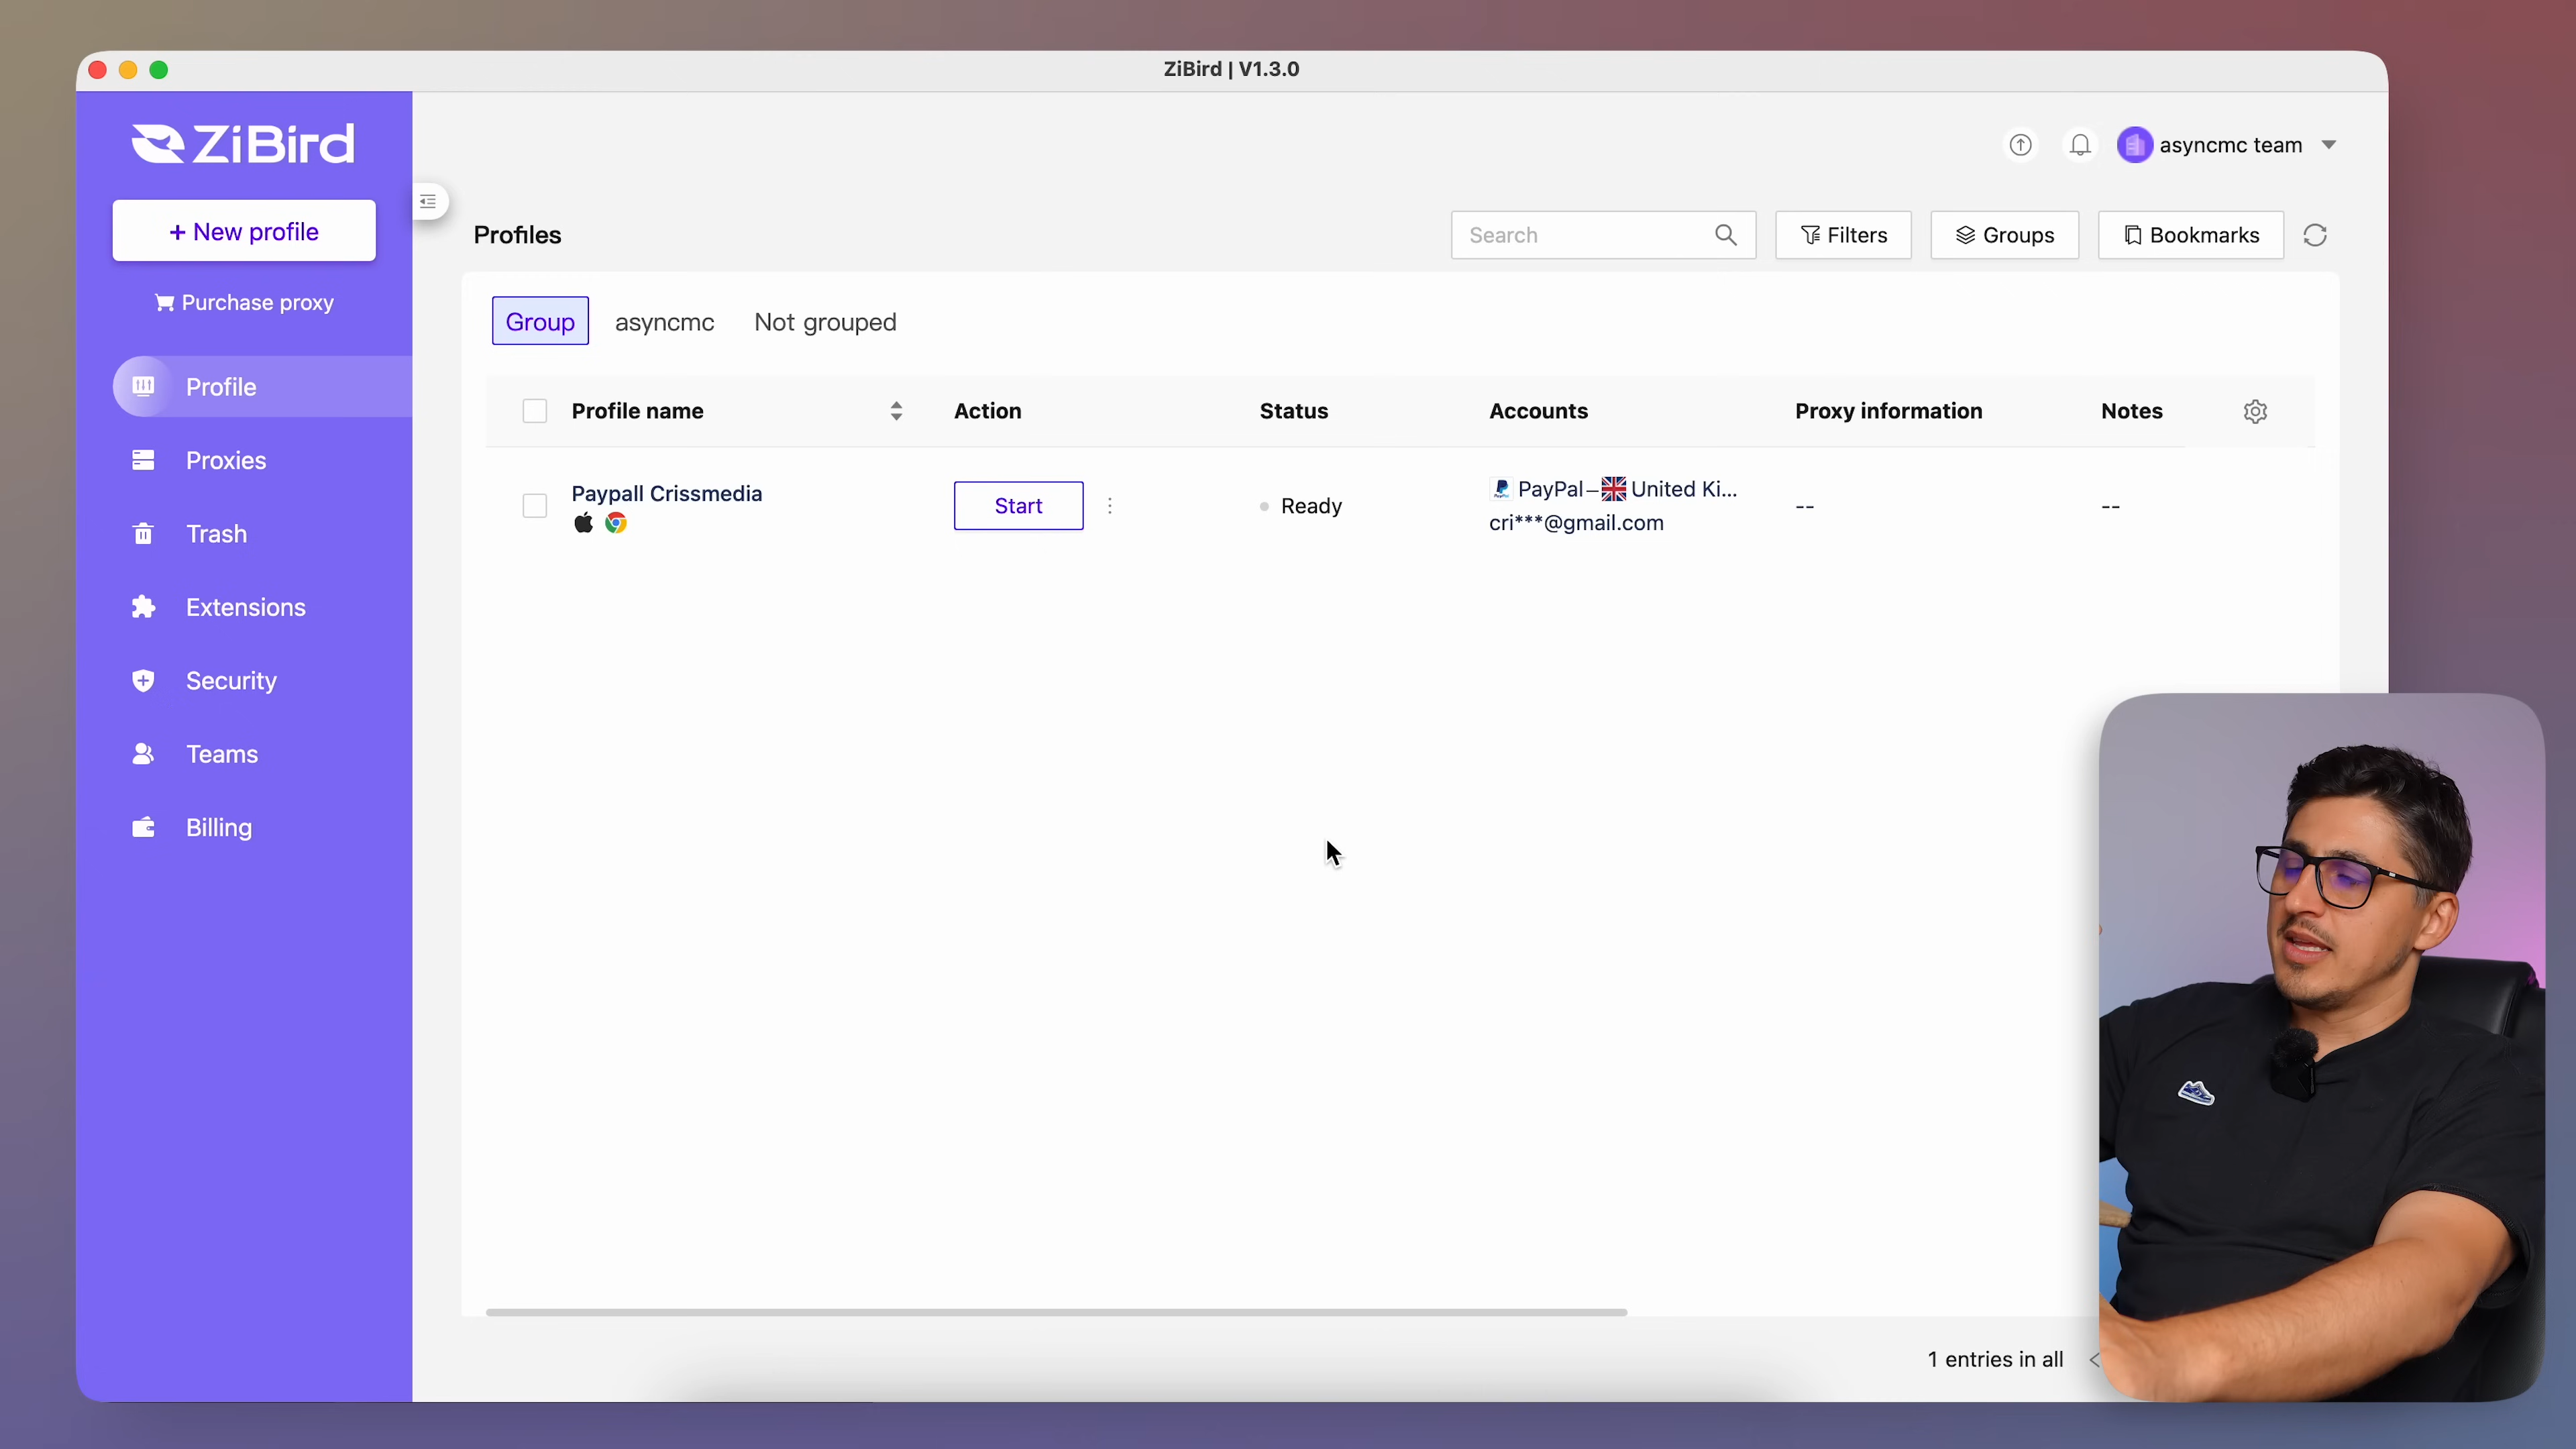 ZiBird | V1.3.0
ZiBird
asyncmc team
+ New profile
Profiles
Search
Filters
Groups
Bookmarks
Purchase proxy
Group
asyncmc
Not grouped
Profile
Proxies
Trash
Extensions
Security
Teams
Billing
Profile name
Action
Status
Accounts
Proxy information
Notes
Paypall Crissmedia
Start
Ready
PayPal – United Ki...
cri***@gmail.com
--
--
1 entries in all